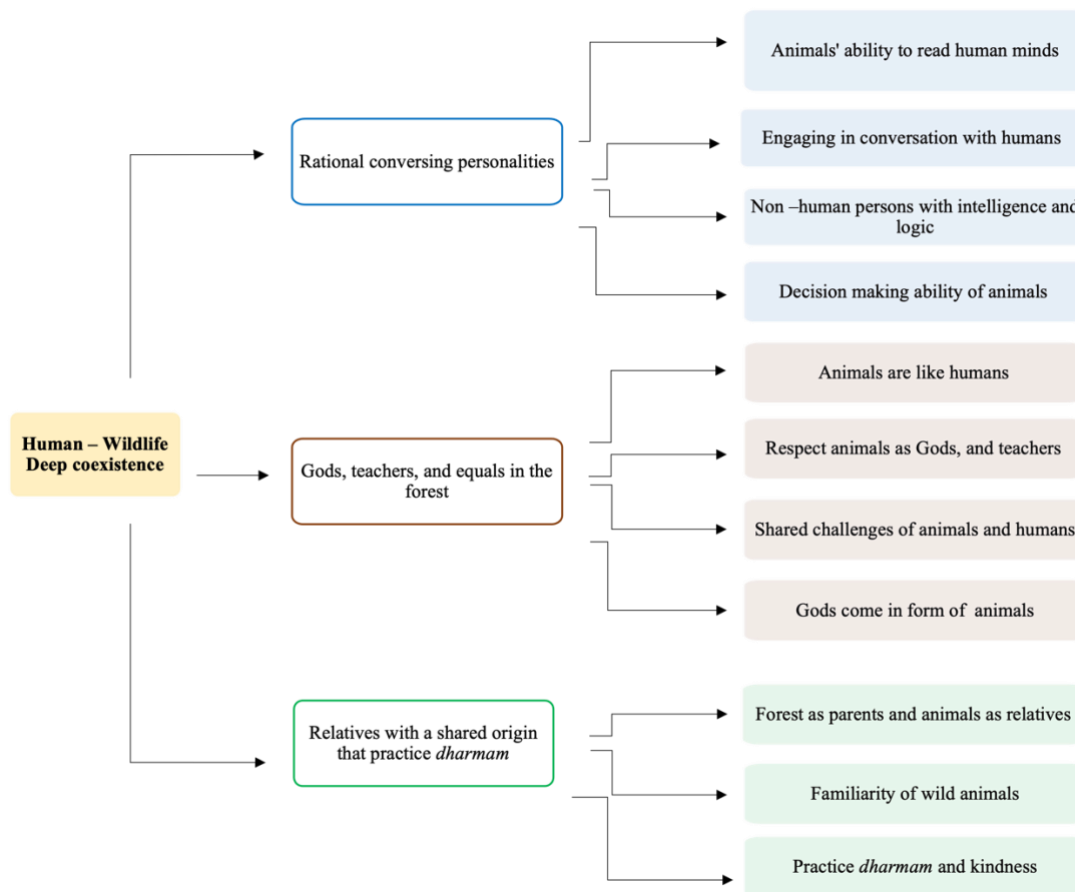 Human – Wildlife
Deep coexistence
Rational conversing personalities
Animals' ability to read human minds
Engaging in conversation with humans
Non –human persons with intelligence and
logic
Decision making ability of animals
Gods, teachers, and equals in the
forest
Animals are like humans
Respect animals as Gods, and teachers
Shared challenges of animals and humans
Gods come in form of animals
Relatives with a shared origin
that practice dharmam
Forest as parents and animals as relatives
Familiarity of wild animals
Practice dharmam and kindness